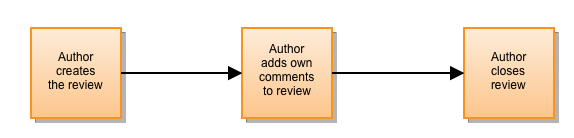 Author
creates
the review
Author
adds own
comments
to review
Author
closes
review